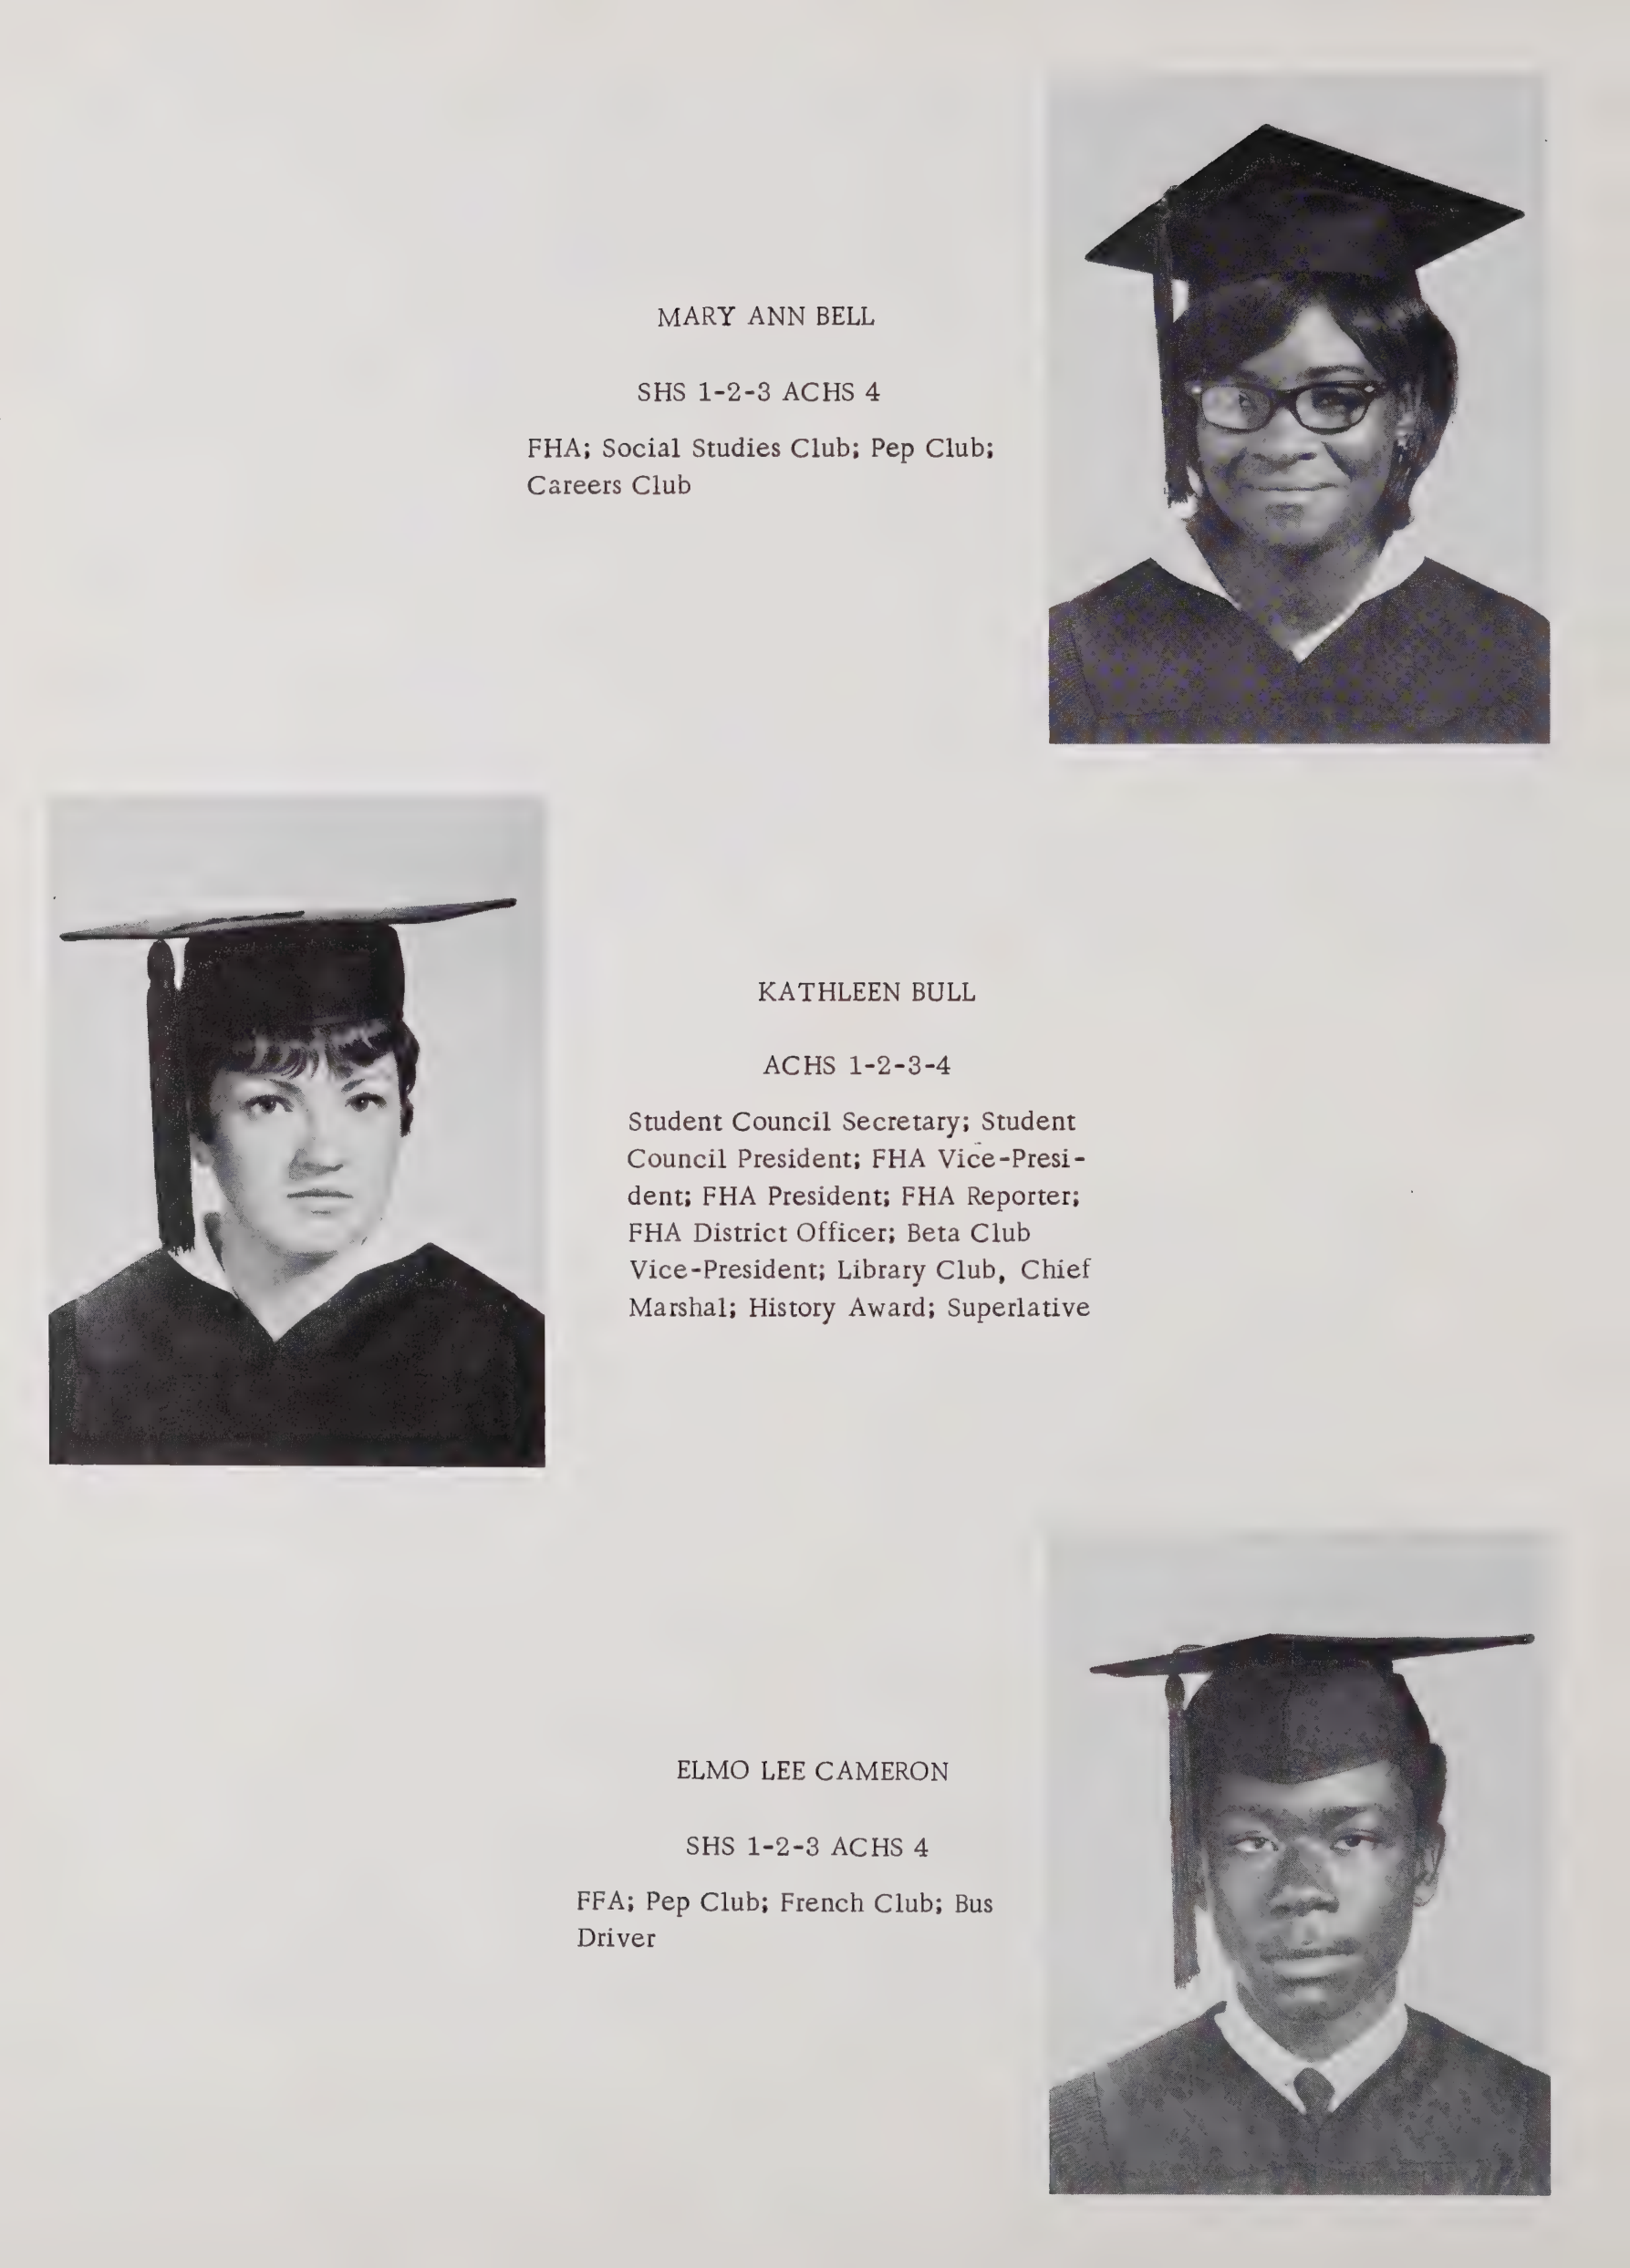 MARY ANN BELL
SHS 1-2-3 ACHS 4
FHA; Social Studies Club; Pep Club;
Careers Club
KATHLEEN BULL
ACHS 1-2-3-4
Student Council Secretary; Student
Council President; FHA Vice-Presi-
dent; FHA President; FHA Reporter;
FHA District Officer; Beta Club
Vice-President; Library Club, Chief
Marshal; History Award; Superlative
ELMO LEE CAMERON
SHS 1-2-3 ACHS 4
FFA; Pep Club; French Club; Bus
Driver